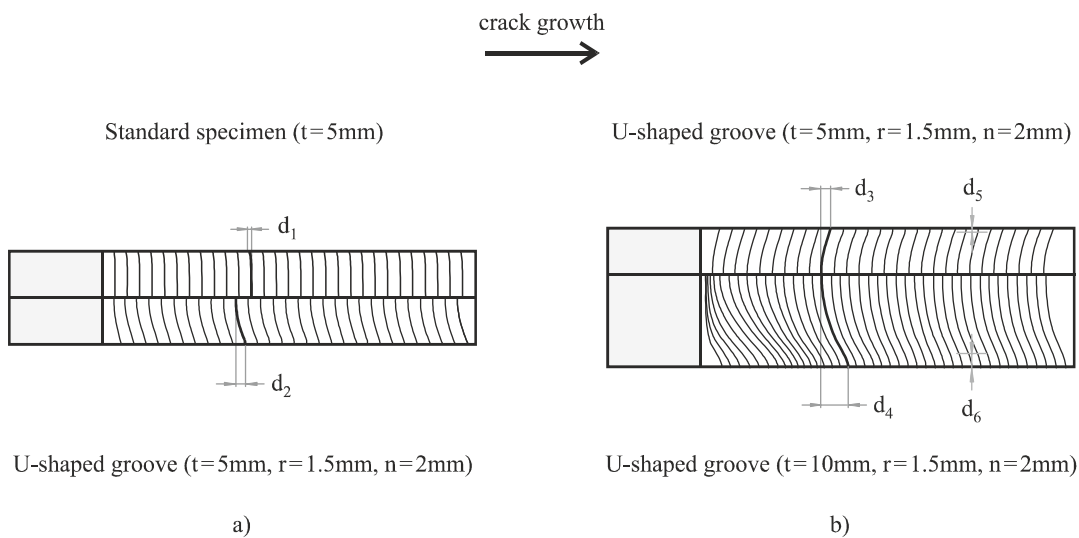 crack growth
Standard specimen (t=5mm)
U-shaped groove (t=5mm, r=1.5mm, n=2mm)
d3
d5
d1
d2
d4
d6
U-shaped groove (t=5mm, r=1.5mm, n=2mm)
U-shaped groove (t=10mm, r=1.5mm, n=2mm)
a)
b)